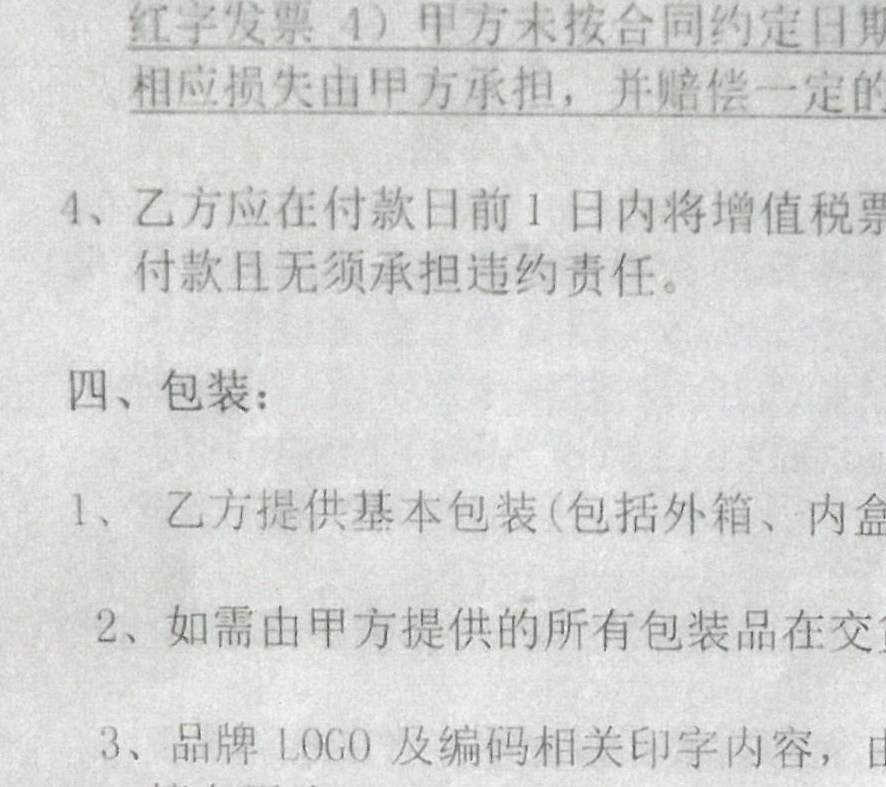 红字发票 4）甲方未按合同约定日期
相应损失由甲方承担，并赔偿一定的
4、乙方应在付款日前1 日内将增值税票
付款且无须承担违约责任。
四、包装：
1、 乙方提供基本包装(包括外箱、内盒
2、如需由甲方提供的所有包装品在交
3、品牌 LOGO 及编码相关印字内容，由